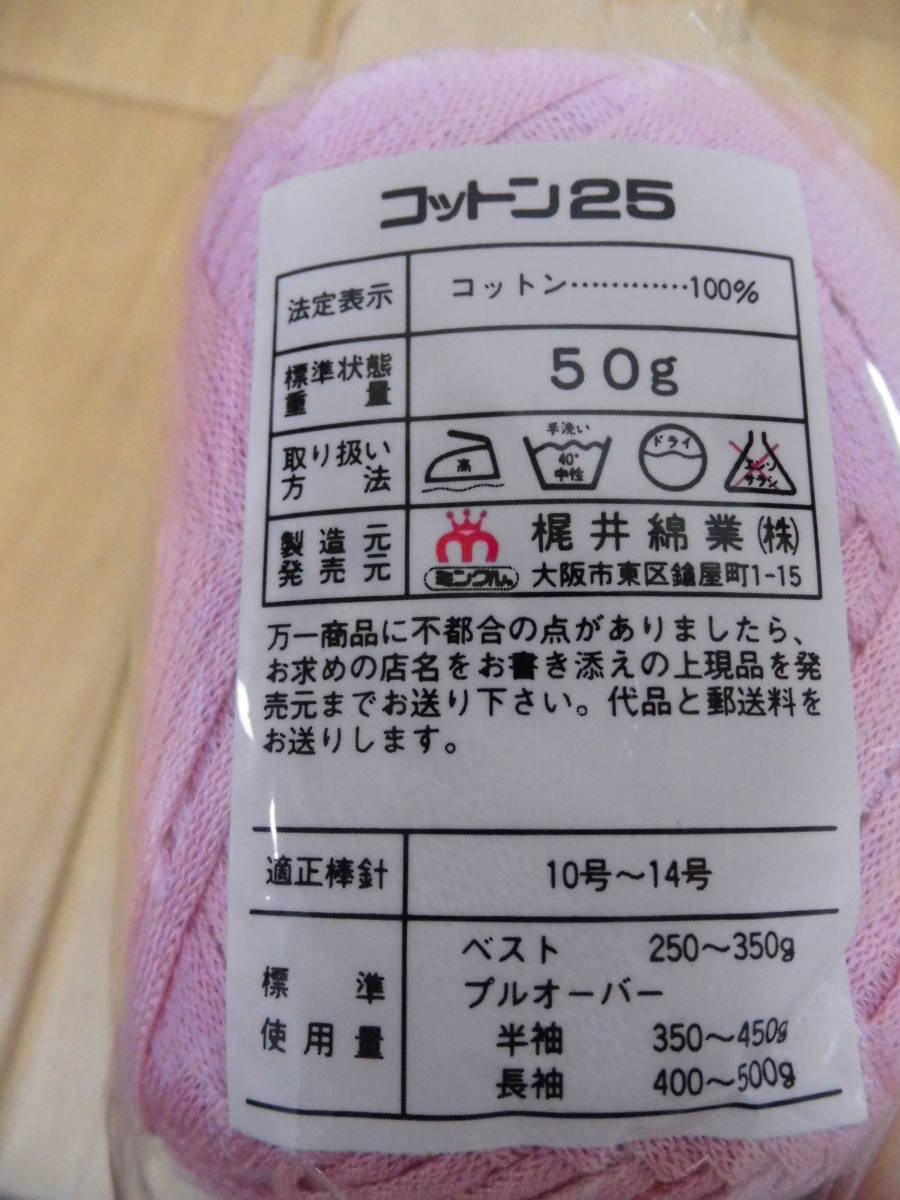 コットン25
法定表示 コットン…………100%
標準状態
重量 50g
取り扱い
方法 高 手洗い 40° 中性 ドライ エンソ サラシ
製造元
発売元 梶井綿業(株)
ミンクルん 大阪市東区鎗屋町1-15
万一商品に不都合の点がありましたら、
お求めの店名をお書き添えの上現品を発
売元までお送り下さい。代品と郵送料を
お送りします。
適正棒針 10号～14号
標準
使用量
ベスト 250～350g
プルオーバー
半袖 350～450g
長袖 400～500g